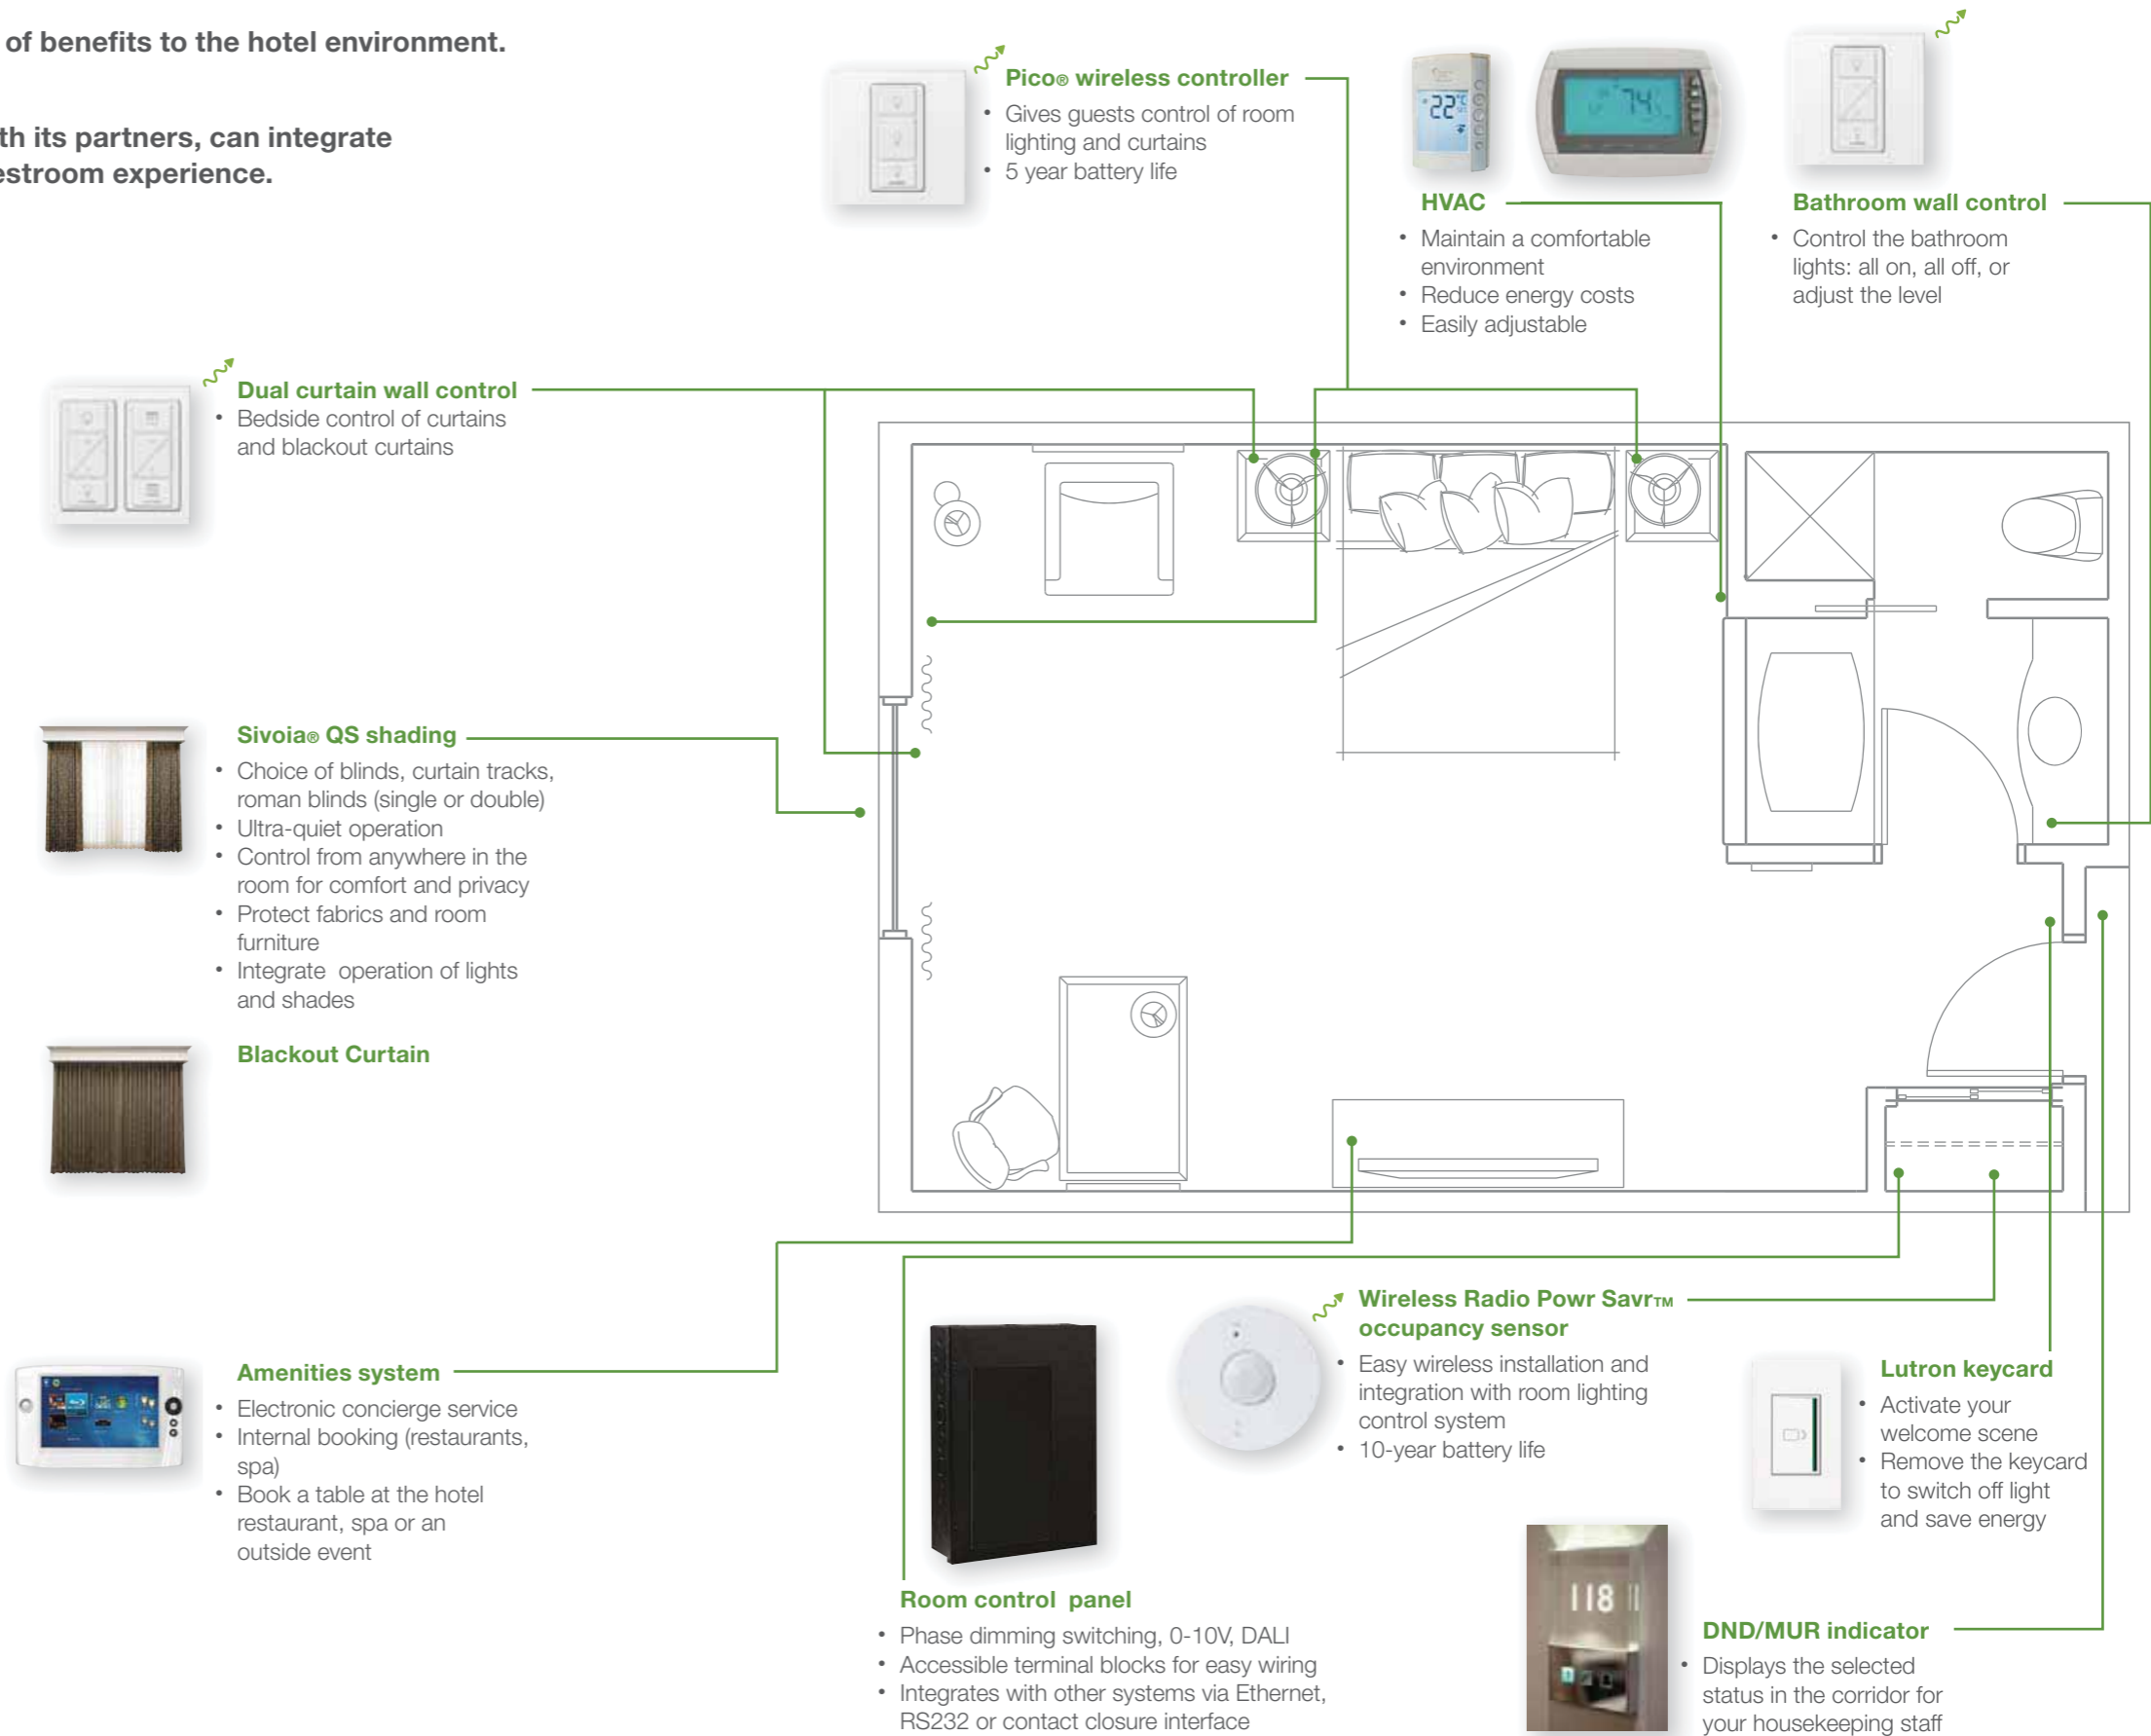 of benefits to the hotel environment.
th its partners, can integrate
estroom experience.
Pico® wireless controller
• Gives guests control of room
lighting and curtains
• 5 year battery life
22°
74
HVAC
• Maintain a comfortable
environment
• Reduce energy costs
• Easily adjustable
Bathroom wall control
• Control the bathroom
lights: all on, all off, or
adjust the level
Dual curtain wall control
• Bedside control of curtains
and blackout curtains
Sivoia® QS shading
• Choice of blinds, curtain tracks,
roman blinds (single or double)
• Ultra-quiet operation
• Control from anywhere in the
room for comfort and privacy
• Protect fabrics and room
furniture
• Integrate operation of lights
and shades
Blackout Curtain
Amenities system
• Electronic concierge service
• Internal booking (restaurants,
spa)
• Book a table at the hotel
restaurant, spa or an
outside event
Room control panel
• Phase dimming switching, 0-10V, DALI
• Accessible terminal blocks for easy wiring
• Integrates with other systems via Ethernet,
RS232 or contact closure interface
Wireless Radio Powr Savr™
occupancy sensor
• Easy wireless installation and
integration with room lighting
control system
• 10-year battery life
Lutron keycard
• Activate your
welcome scene
• Remove the keycard
to switch off light
and save energy
118
DND/MUR indicator
• Displays the selected
status in the corridor for
your housekeeping staff